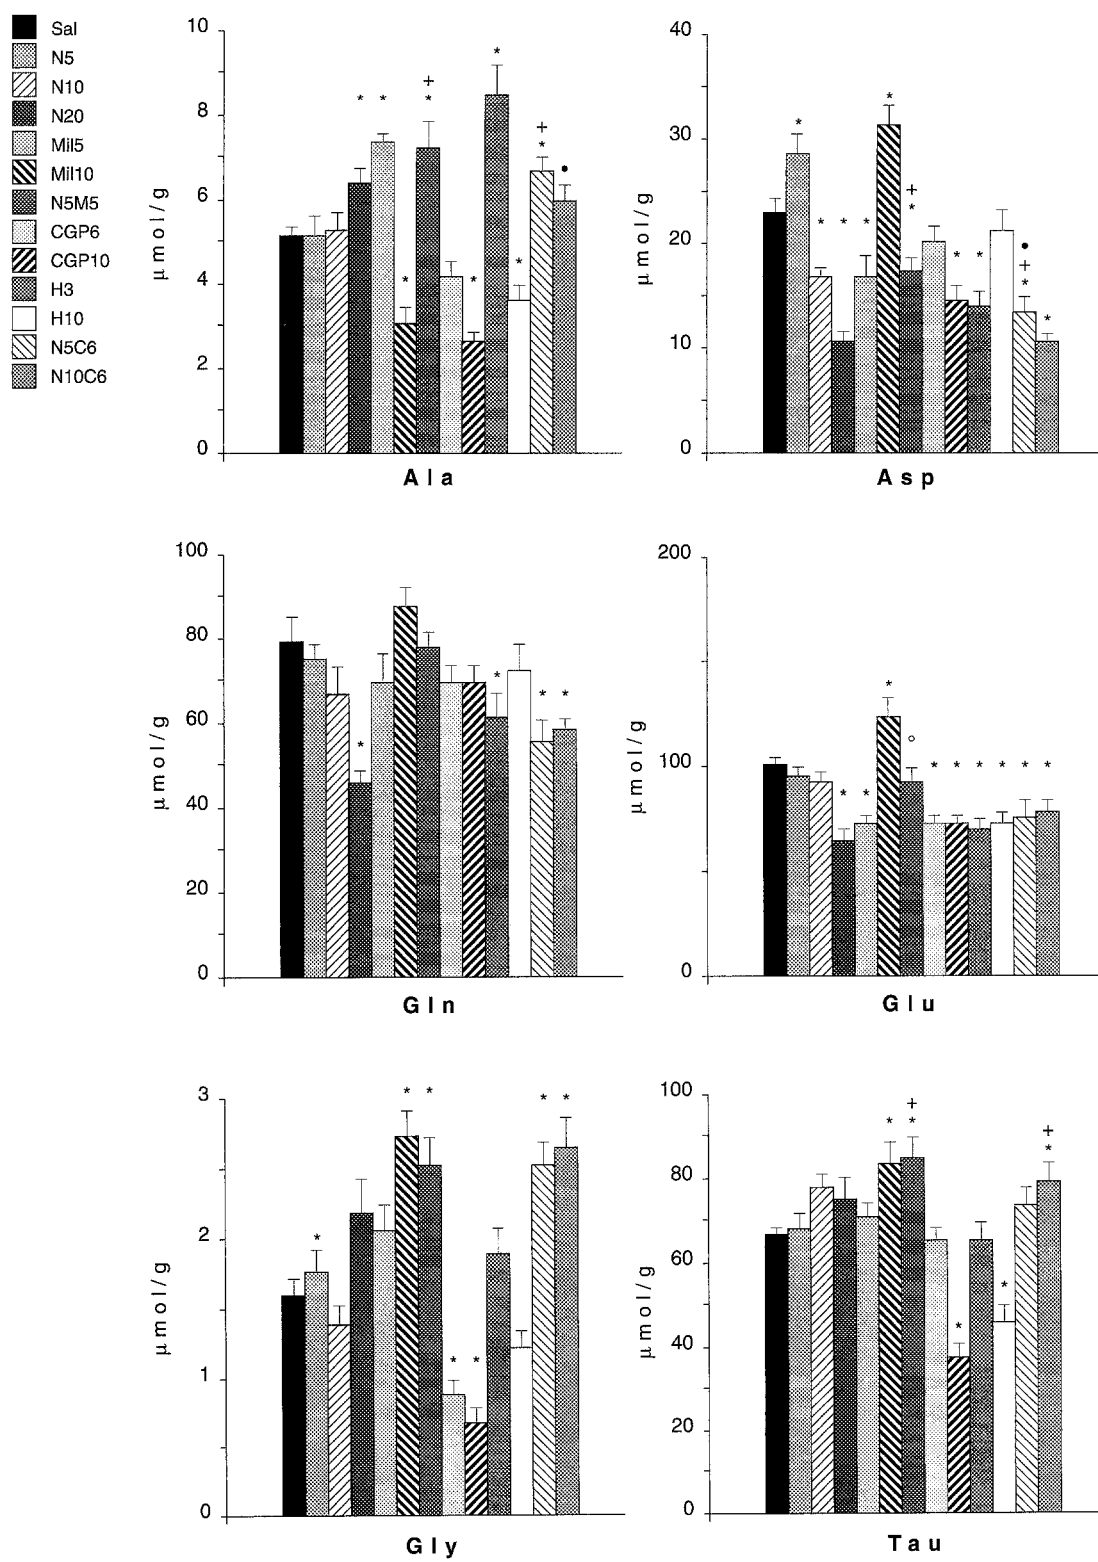 Sal
N5
N10
N20
Mil5
Mil10
N5M5
CGP6
CGP10
H3
H10
N5C6
N10C6
10
8
6
4
2
0
μmol/g
* * * + * * * * + * •
Ala
40
30
20
10
0
μmol/g
* * * * * + * * * • + * *
Asp
100
80
60
40
20
0
μmol/g
* * * *
Gln
200
100
0
μmol/g
* * * ° * * * * * *
Glu
3
2
1
0
μmol/g
* * * * * * *
Gly
100
80
60
40
20
0
μmol/g
* + * * * + *
Tau